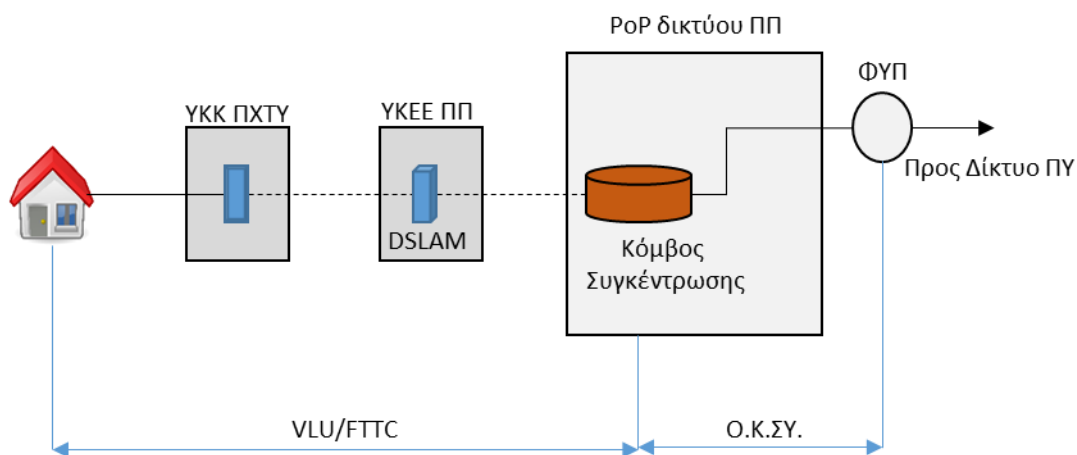 PoP δικτύου ΠΠ
ΦΥΠ
ΥΚΚ ΠΧΤΥ
ΥΚΕΕ ΠΠ
Προς Δίκτυο ΠΥ
DSLAM
Κόμβος
Συγκέντρωσης
VLU/FTTC
Ο.Κ.ΣΥ.